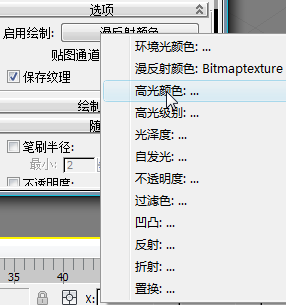 选项
启用绘制: 漫反射颜色
环境光颜色: ...
贴图通道
漫反射颜色: Bitmaptexture
保存纹理
高光颜色: ...
高光级别: ...
绘制
光泽度: ...
随
自发光: ...
笔刷半径:
不透明度: ...
最小: 2
过滤色: ...
不透明度:
凹凸: ...
反射: ...
折射: ...
35 40
置换: ...
X: